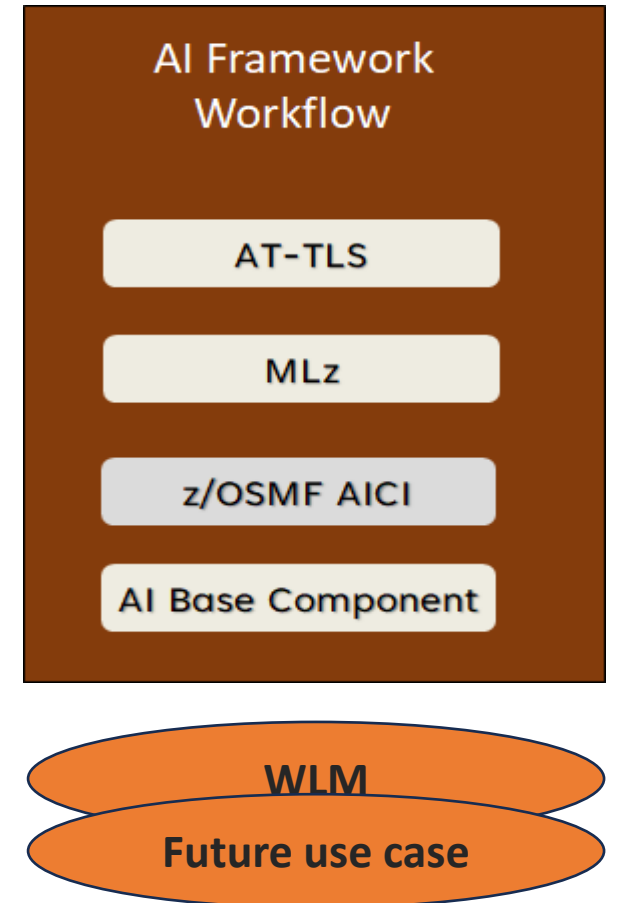 AI Framework
Workflow
AT-TLS
MLz
z/OSMF AICI
AI Base Component
WLM
Future use case